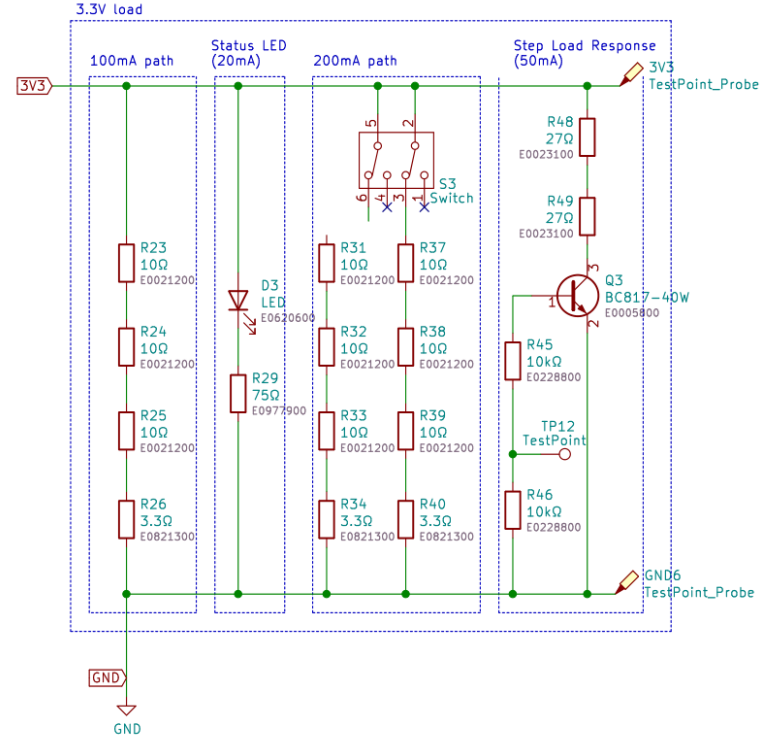 3.3V load
100mA path
Status LED
(20mA)
200mA path
Step Load Response
(50mA)
3V3
3V3
TestPoint_Probe
5
2
6
4
3
1
S3
Switch
R48
27Ω
E0023100
R49
27Ω
E0023100
R23
10Ω
E0021200
D3
LED
E0620600
R31
10Ω
E0021200
R37
10Ω
E0021200
3
1
2
Q3
BC817-40W
E0005800
R24
10Ω
E0021200
R29
75Ω
E0977900
R32
10Ω
E0021200
R38
10Ω
E0021200
R45
10kΩ
E0228800
R25
10Ω
E0021200
R33
10Ω
E0021200
R39
10Ω
E0021200
TP12
TestPoint
R26
3.3Ω
E0821300
R34
3.3Ω
E0821300
R40
3.3Ω
E0821300
R46
10kΩ
E0228800
GND6
TestPoint_Probe
GND
GND